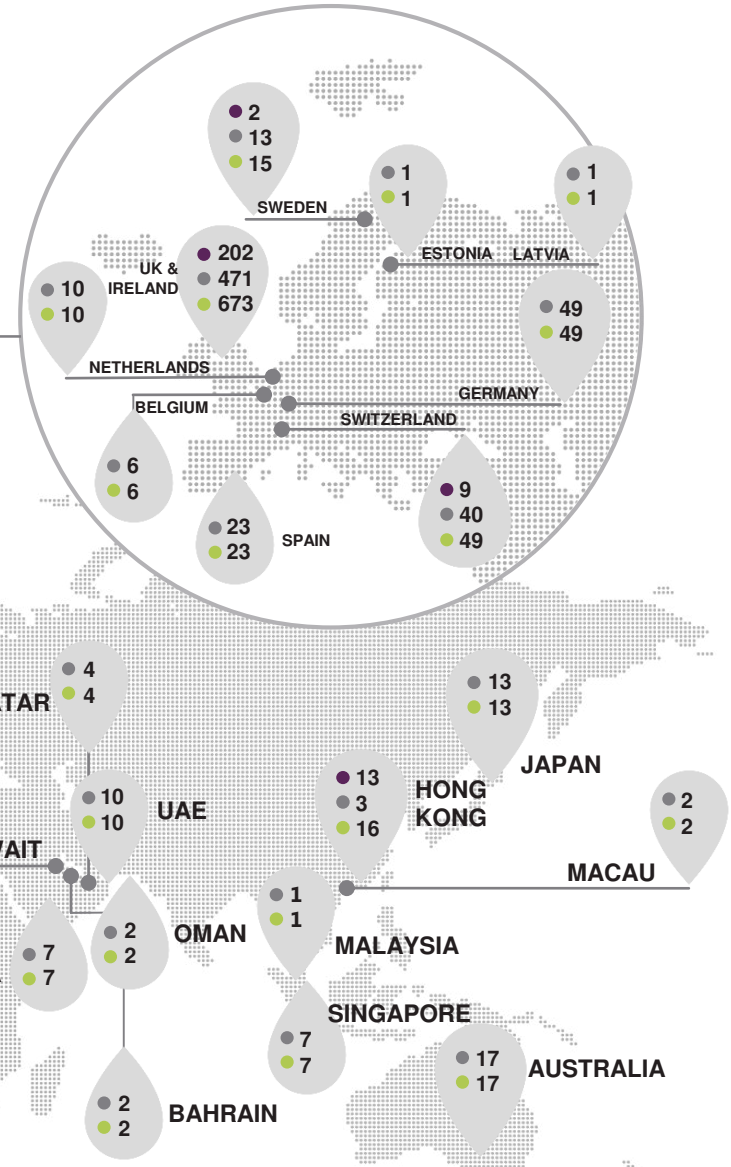 2
13
15
SWEDEN
1
1
1
1
ESTONIA
LATVIA
UK &
IRELAND
202
471
673
10
10
NETHERLANDS
49
49
GERMANY
BELGIUM
SWITZERLAND
6
6
23
23
SPAIN
9
40
49
4
4
TAR
13
13
JAPAN
10
10
UAE
13
3
16
HONG
KONG
2
2
MACAU
AIT
1
1
MALAYSIA
2
2
OMAN
7
7
SINGAPORE
7
7
17
17
AUSTRALIA
2
2
BAHRAIN